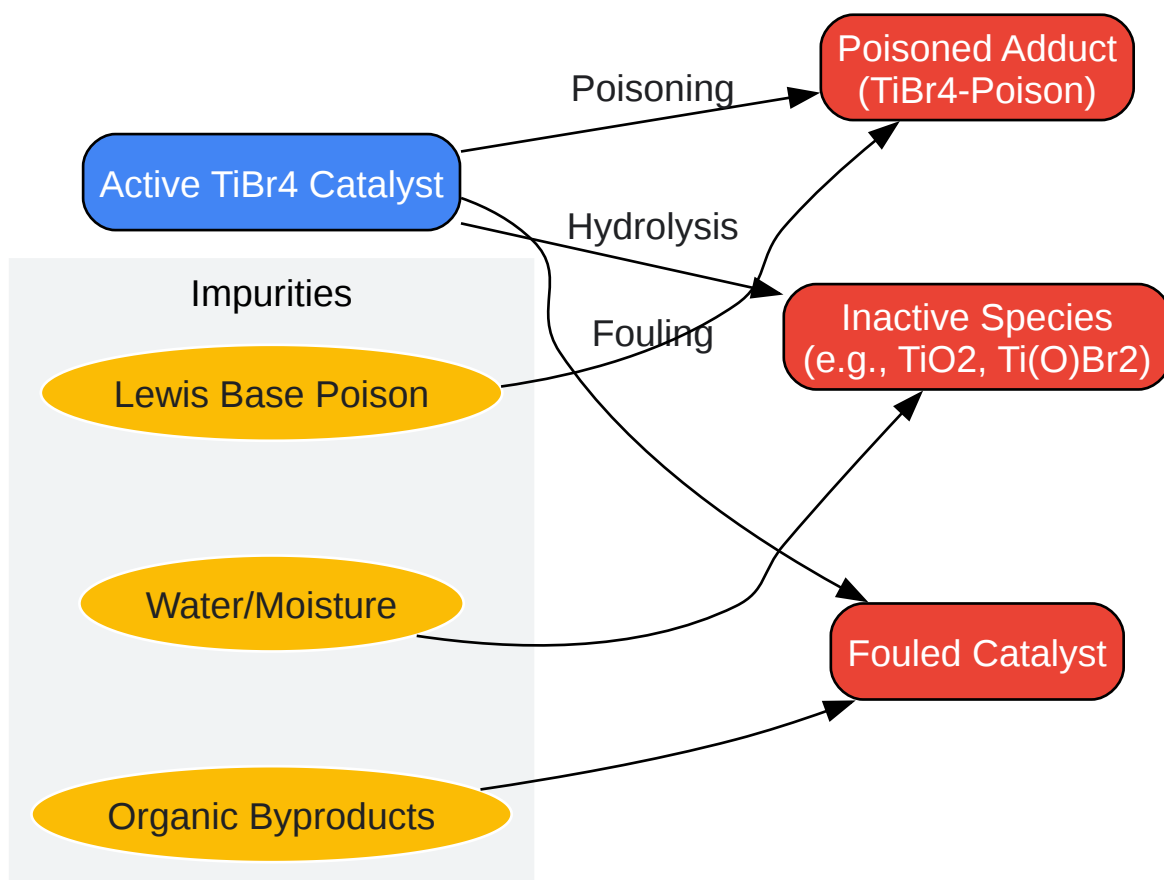 Poisoned Adduct
(TiBr4-Poison)
Poisoning
Active TiBr4 Catalyst
Hydrolysis
Impurities
Inactive Species
(e.g., TiO2, Ti(O)Br2)
Fouling
Lewis Base Poison
Water/Moisture
Fouled Catalyst
Organic Byproducts